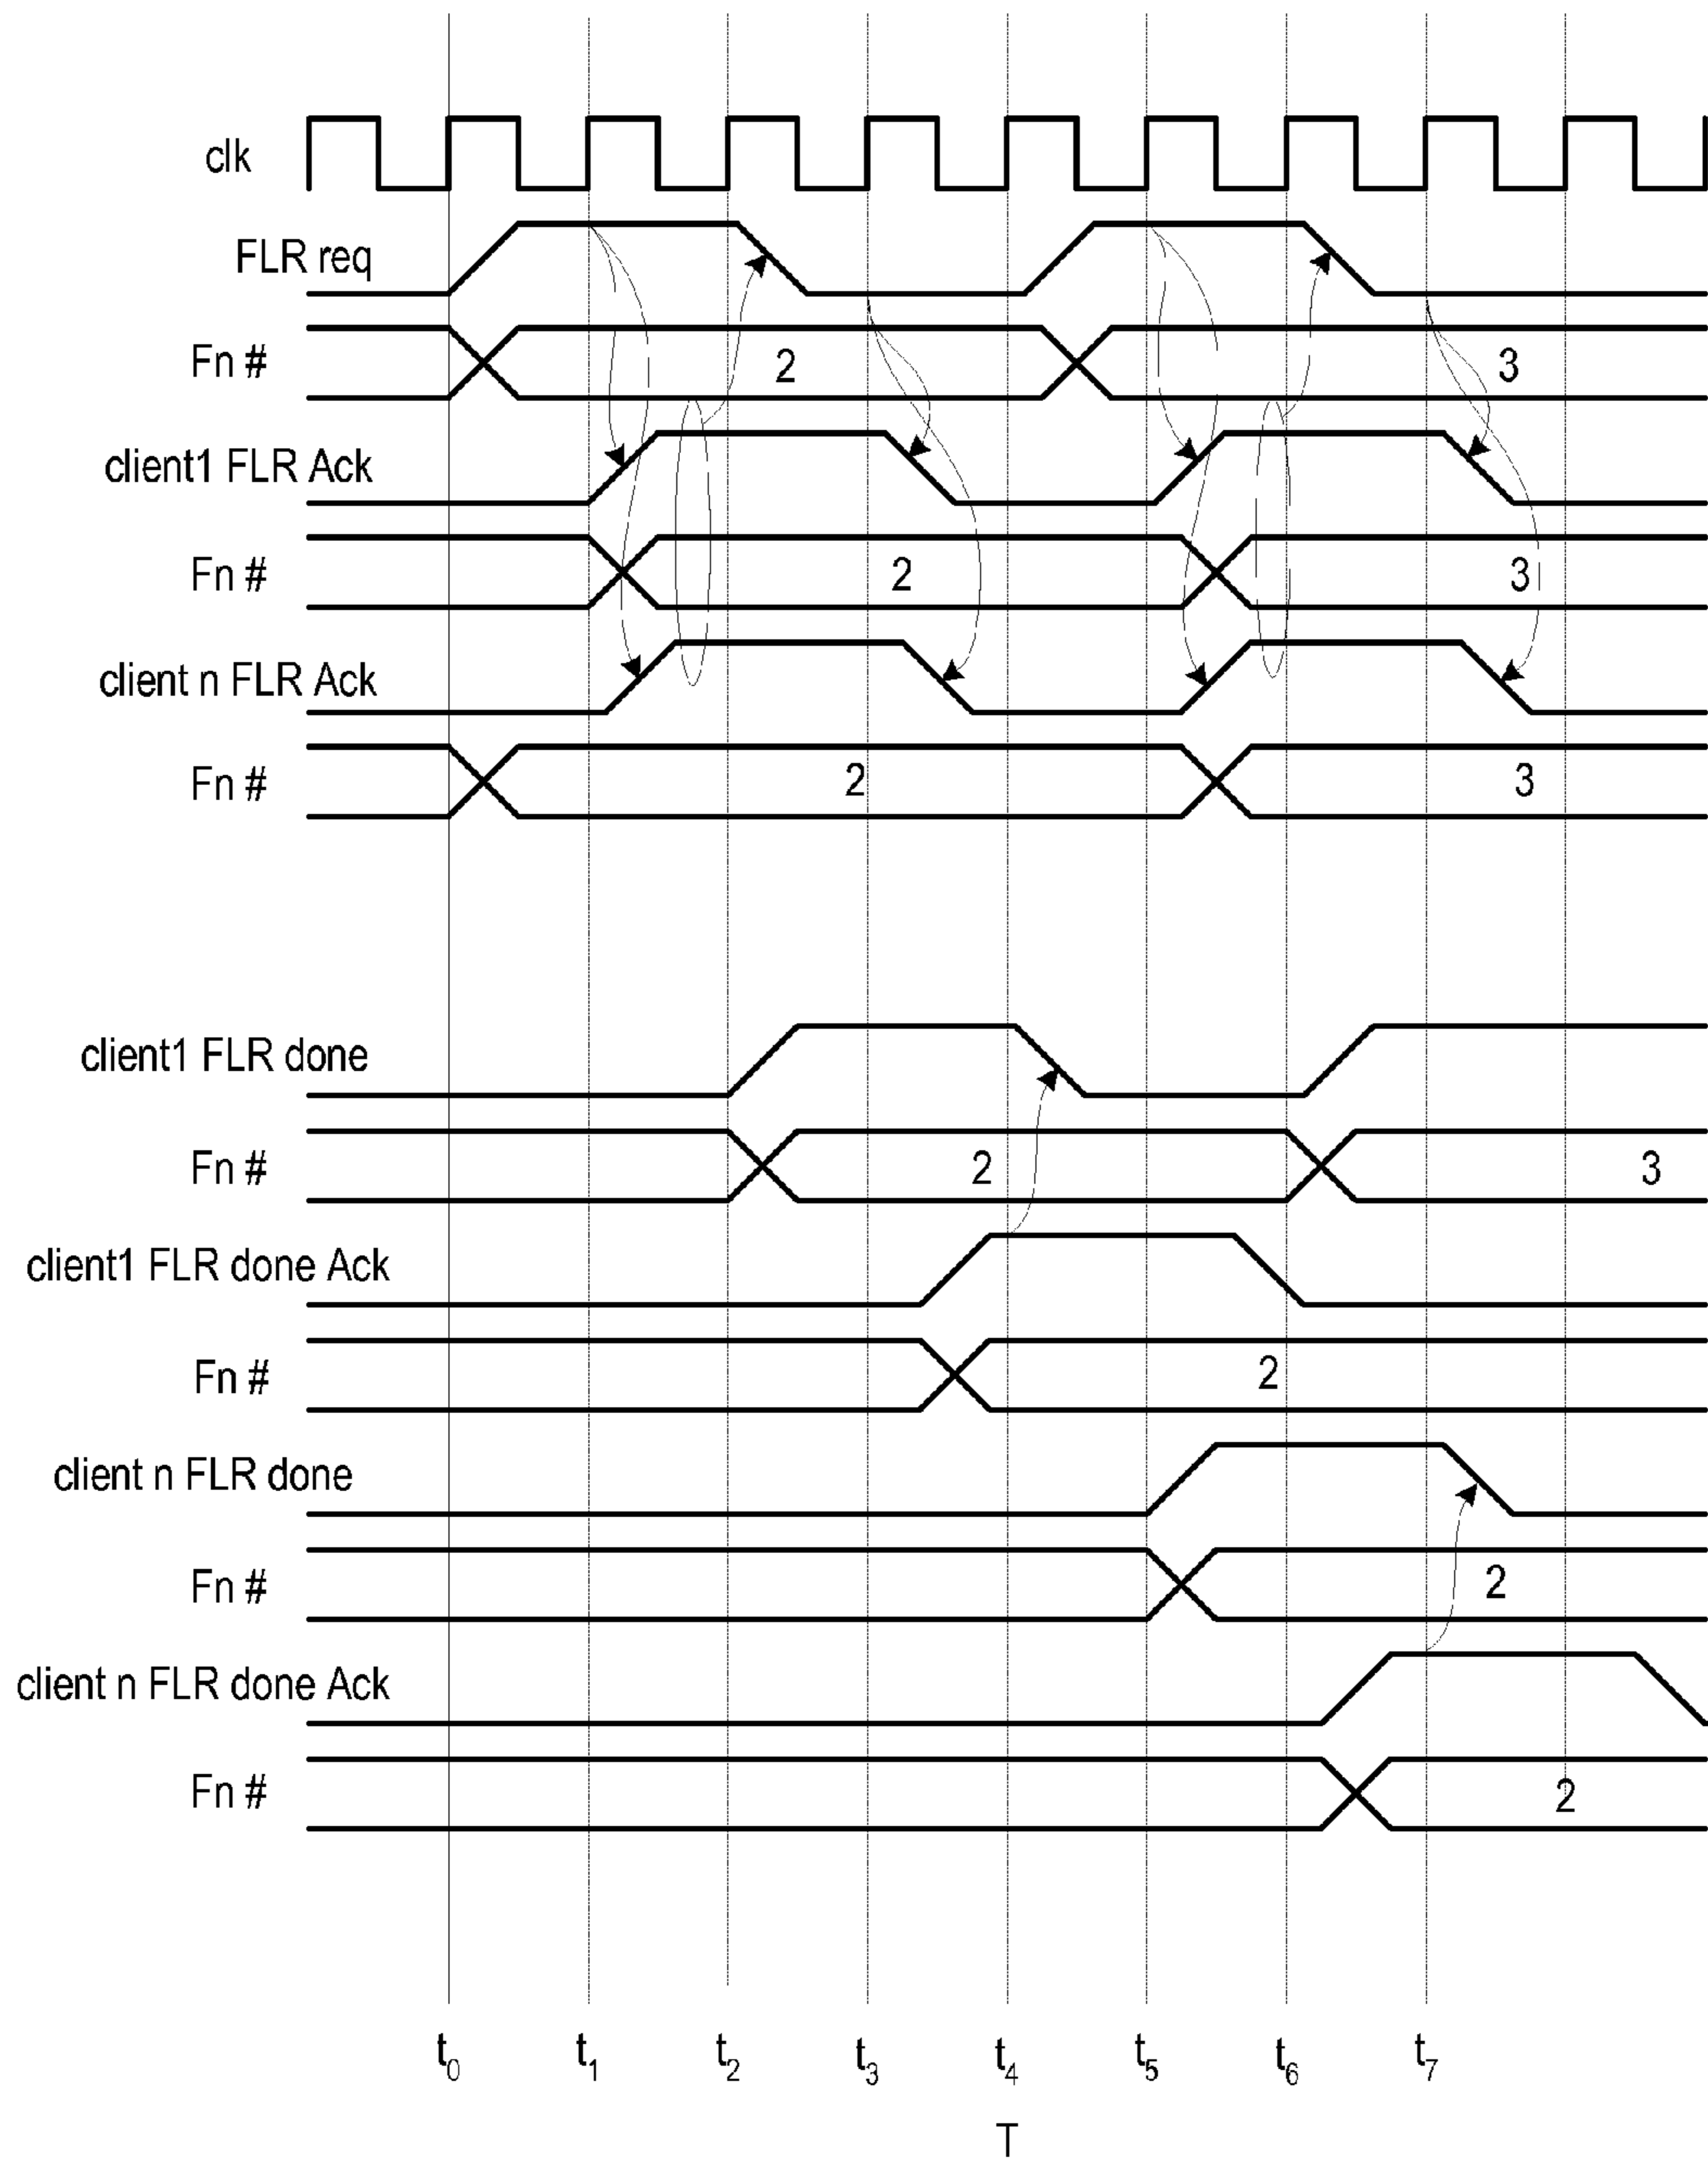 clk
FLR req
Fn # 2 3
client1 FLR Ack
Fn # 2 3
client n FLR Ack
Fn # 2 3
client1 FLR done
Fn # 2 3
client1 FLR done Ack
Fn # 2
client n FLR done
Fn # 2
client n FLR done Ack
Fn # 2
t0 t1 t2 t3 t4 t5 t6 t7
T